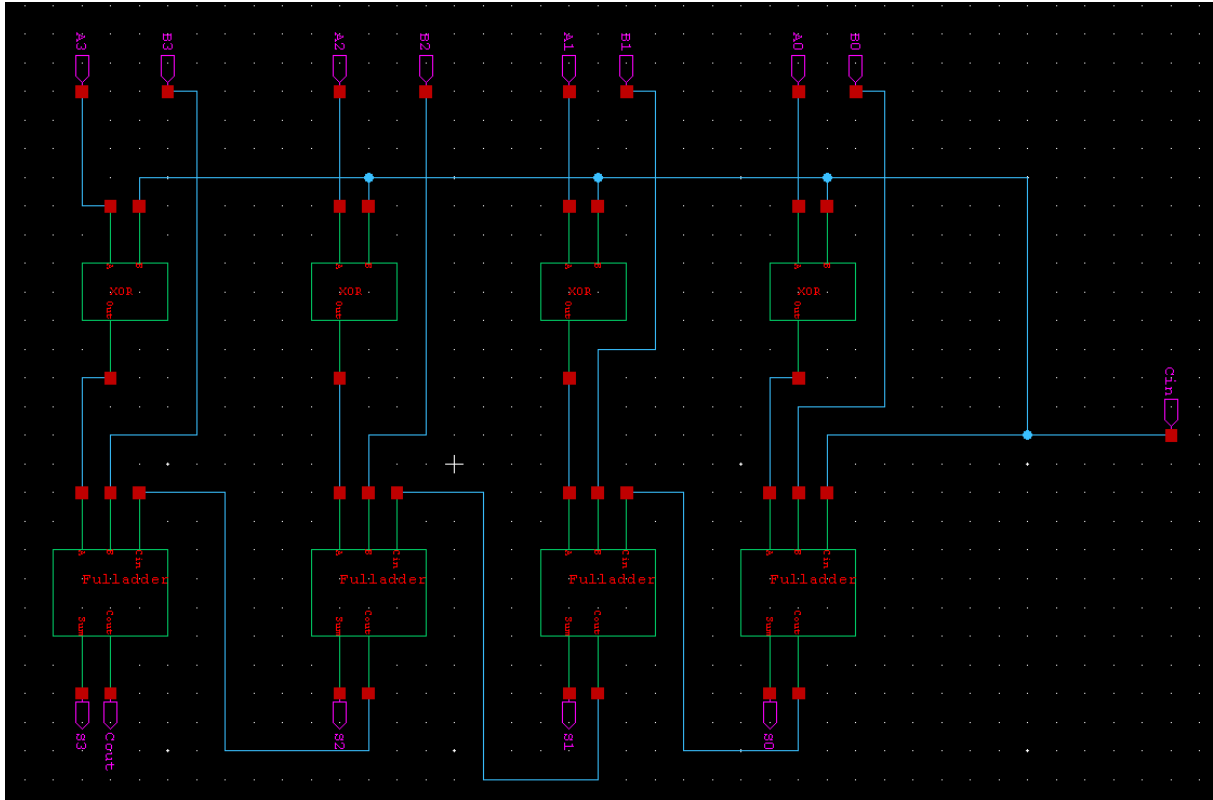 A3
B3
A2
B2
A1
B1
A0
B0
A
B
XOR
Out
A
B
XOR
Out
A
B
XOR
Out
A
B
XOR
Out
Cin
A
B
Cin
Fulladder
Sum
Cout
A
B
Cin
Fulladder
Sum
Cout
A
B
Cin
Fulladder
Sum
Cout
A
B
Cin
Fulladder
Sum
Cout
S3
Cout
S2
S1
S0